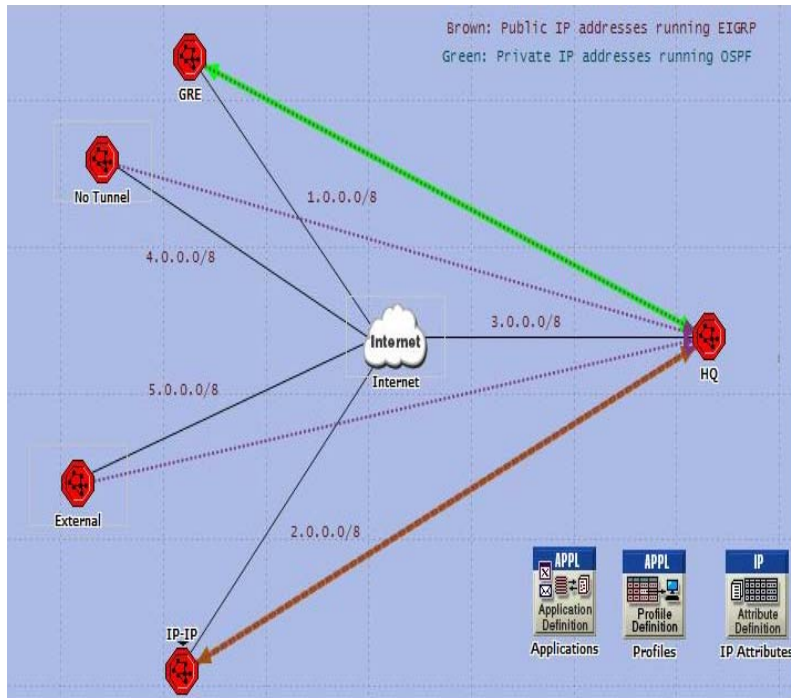 Brown: Public IP addresses running EIGRP
Green: Private IP addresses running OSPF
GRE
No Tunnel
1.0.0.0/8
4.0.0.0/8
3.0.0.0/8
Internet
Internet
HQ
5.0.0.0/8
External
2.0.0.0/8
IP-IP
APPL
Application
Definition
Applications
APPL
Profile
Definition
Profiles
IP
Attribute
Definition
IP Attributes